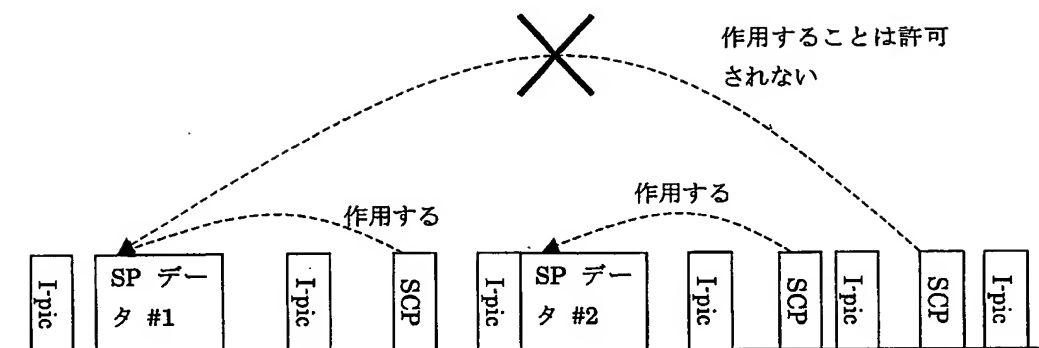 作用することは許可
されない
作用する
作用する
I-pic
SP デー
タ #1
I-pic
SCP
I-pic
SP デー
タ #2
I-pic
SCP
I-pic
SCP
I-pic